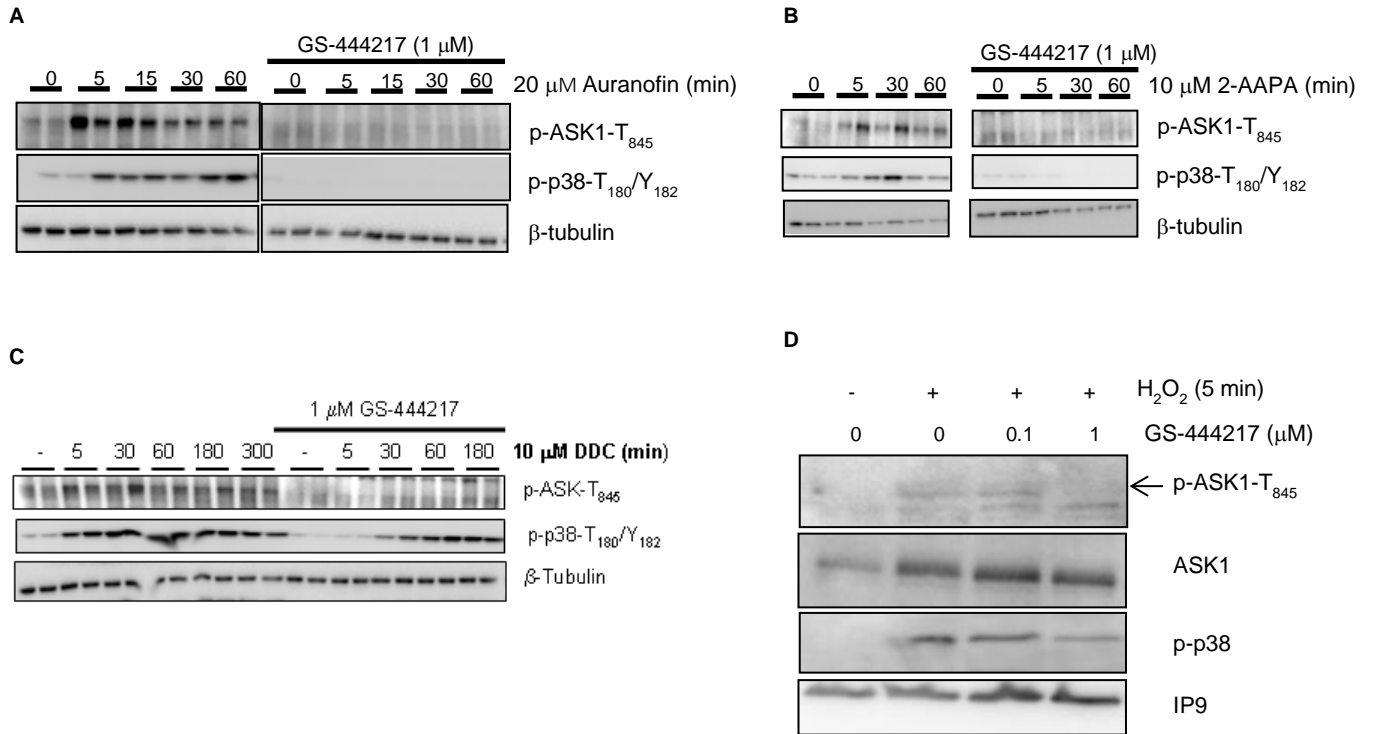 A
GS-444217 (1 μM)
0 5 15 30 60 0 5 15 30 60 20 μM Auranofin (min)
p-ASK1-T845
p-p38-T180/Y182
β-tubulin
B
GS-444217 (1 μM)
0 5 30 60 0 5 30 60 10 μM 2-AAPA (min)
p-ASK1-T845
p-p38-T180/Y182
β-tubulin
C
1 μM GS-444217
- 5 30 60 180 300 - 5 30 60 180 10 μM DDC (min)
p-ASK-T845
p-p38-T180/Y182
β-Tubulin
D
- + + + H2O2 (5 min)
0 0 0.1 1 GS-444217 (μM)
p-ASK1-T845
ASK1
p-p38
IP9